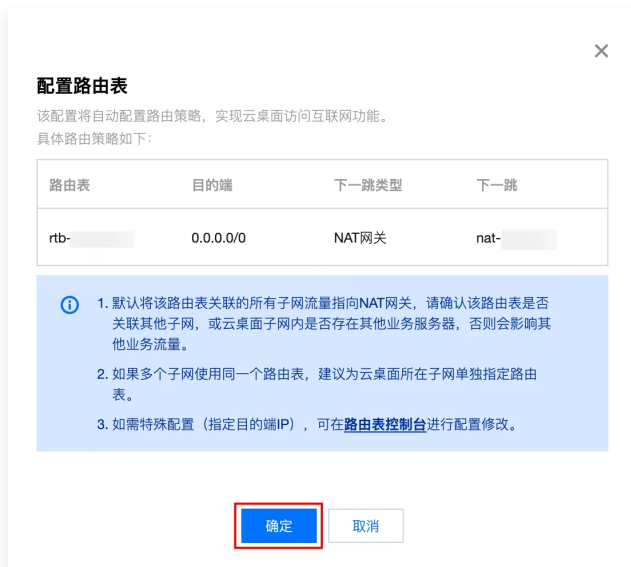 配置路由表
该配置将自动配置路由策略，实现云桌面访问互联网功能。
具体路由策略如下：
路由表 目的端 下一跳类型 下一跳
rtb- 0.0.0.0/0 NAT网关 nat-
1. 默认将该路由表关联的所有子网流量指向NAT网关，请确认该路由表是否
关联其他子网，或云桌面子网内是否存在其他业务服务器，否则会影响其
他业务流量。
2. 如果多个子网使用同一个路由表，建议为云桌面所在子网单独指定路由
表。
3. 如需特殊配置（指定目的端IP），可在路由表控制台进行配置修改。
确定 取消